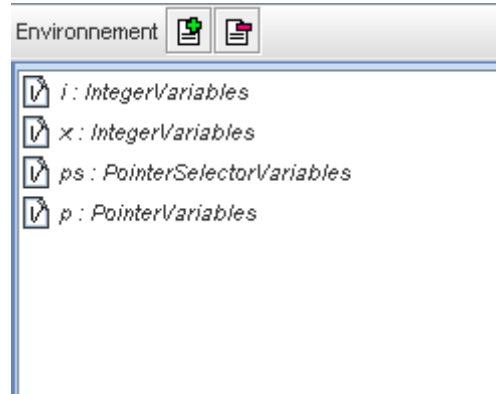 Environnement
i : IntegerVariables
x : IntegerVariables
ps : PointerSelectorVariables
p : PointerVariables